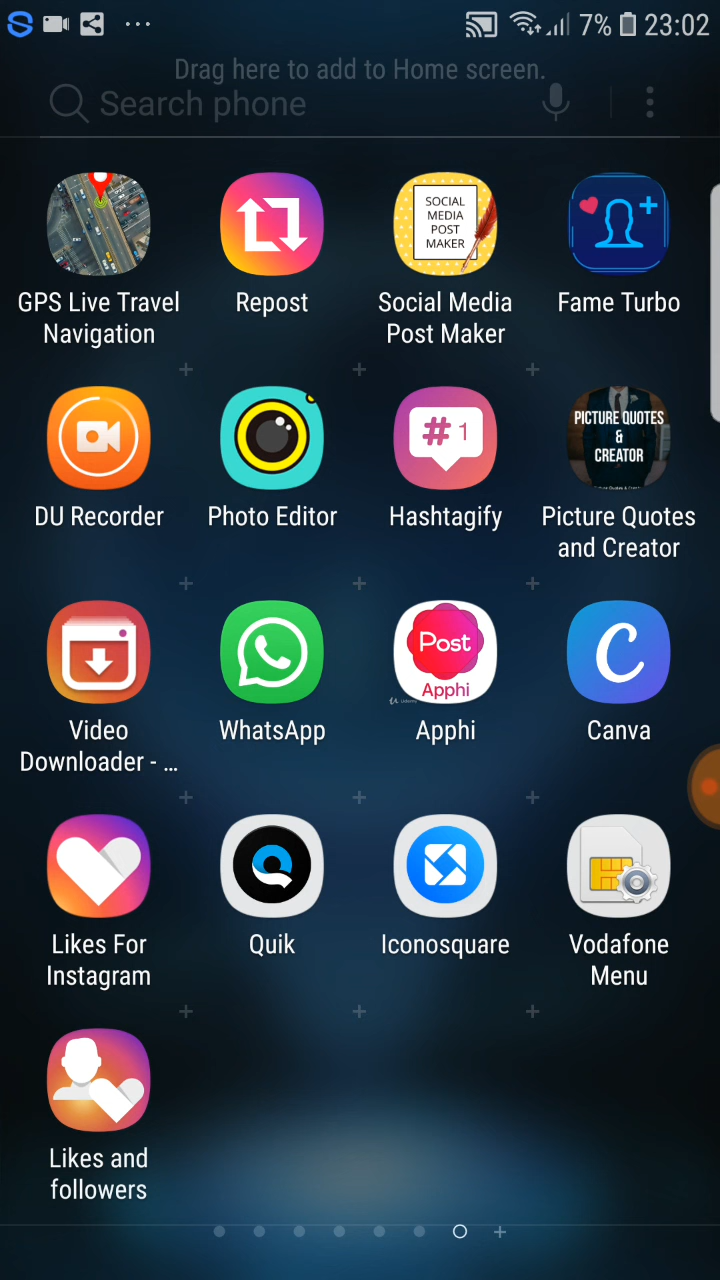 7% 23:02
Drag here to add to Home screen.
Search phone
SOCIAL
MEDIA
POST
MAKER
GPS Live Travel
Navigation
Repost
Social Media
Post Maker
Fame Turbo
# 1
PICTURE QUOTES
&
CREATOR
DU Recorder
Photo Editor
Hashtagify
Picture Quotes
and Creator
Post
Apphi
Udemy
C
Video
Downloader - ...
WhatsApp
Apphi
Canva
Likes For
Instagram
Quik
Iconosquare
Vodafone
Menu
Likes and
followers